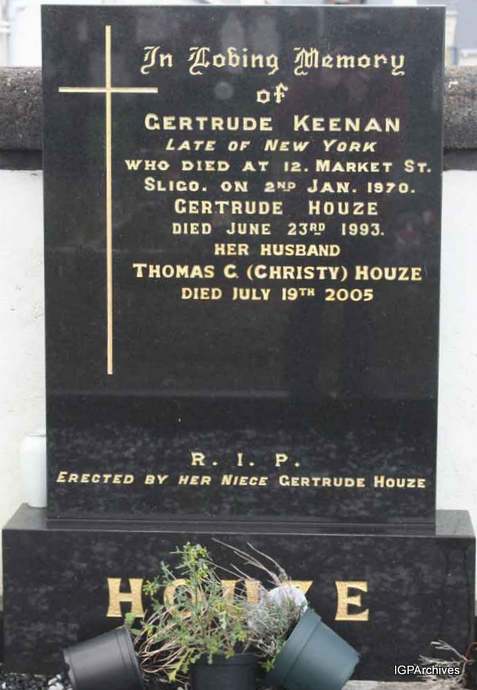 In Loving Memory
of
GERTRUDE KEENAN
LATE OF NEW YORK
WHO DIED AT 12. MARKET ST.
SLIGO. ON 2ND JAN. 1970.
GERTRUDE HOUZE
DIED JUNE 23RD 1993.
HER HUSBAND
THOMAS C. (CHRISTY) HOUZE
DIED JULY 19TH 2005
R. I. P.
ERECTED BY HER NIECE GERTRUDE HOUZE
HOUZE
IGPArchives